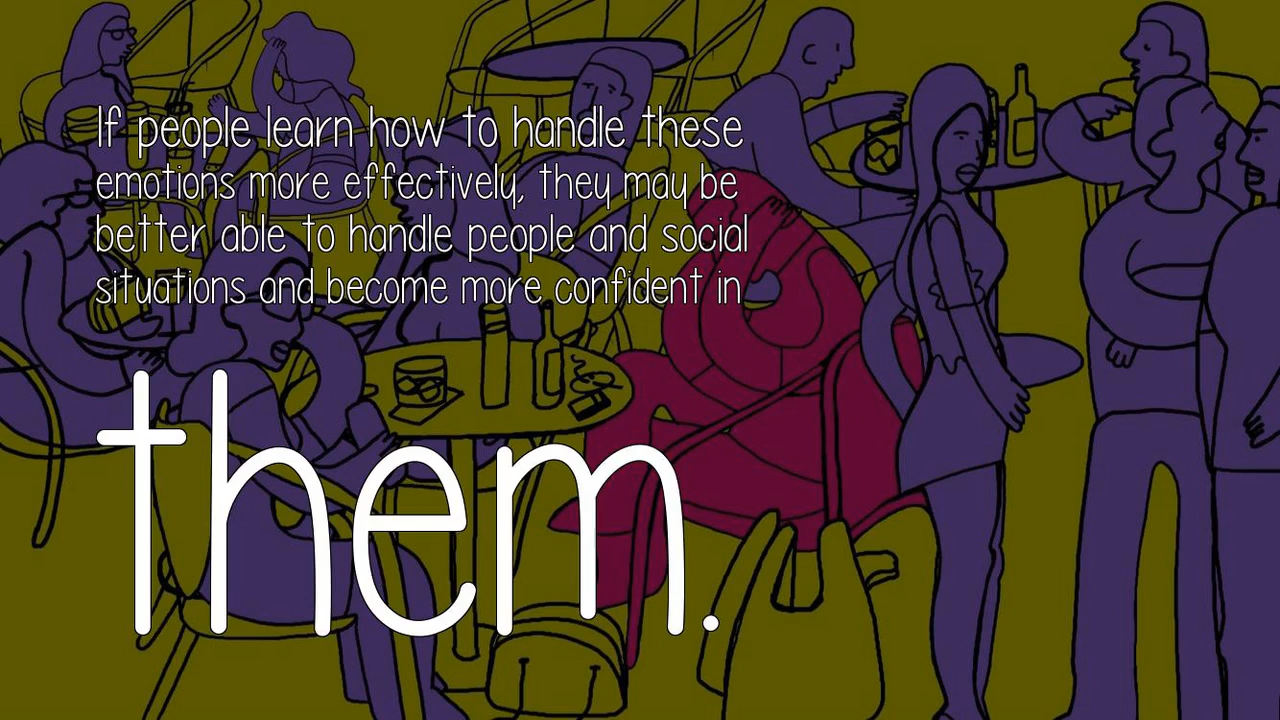 If people learn how to handle these
emotions more effectively, they may be
better able to handle people and social
situations and become more confident in
them.